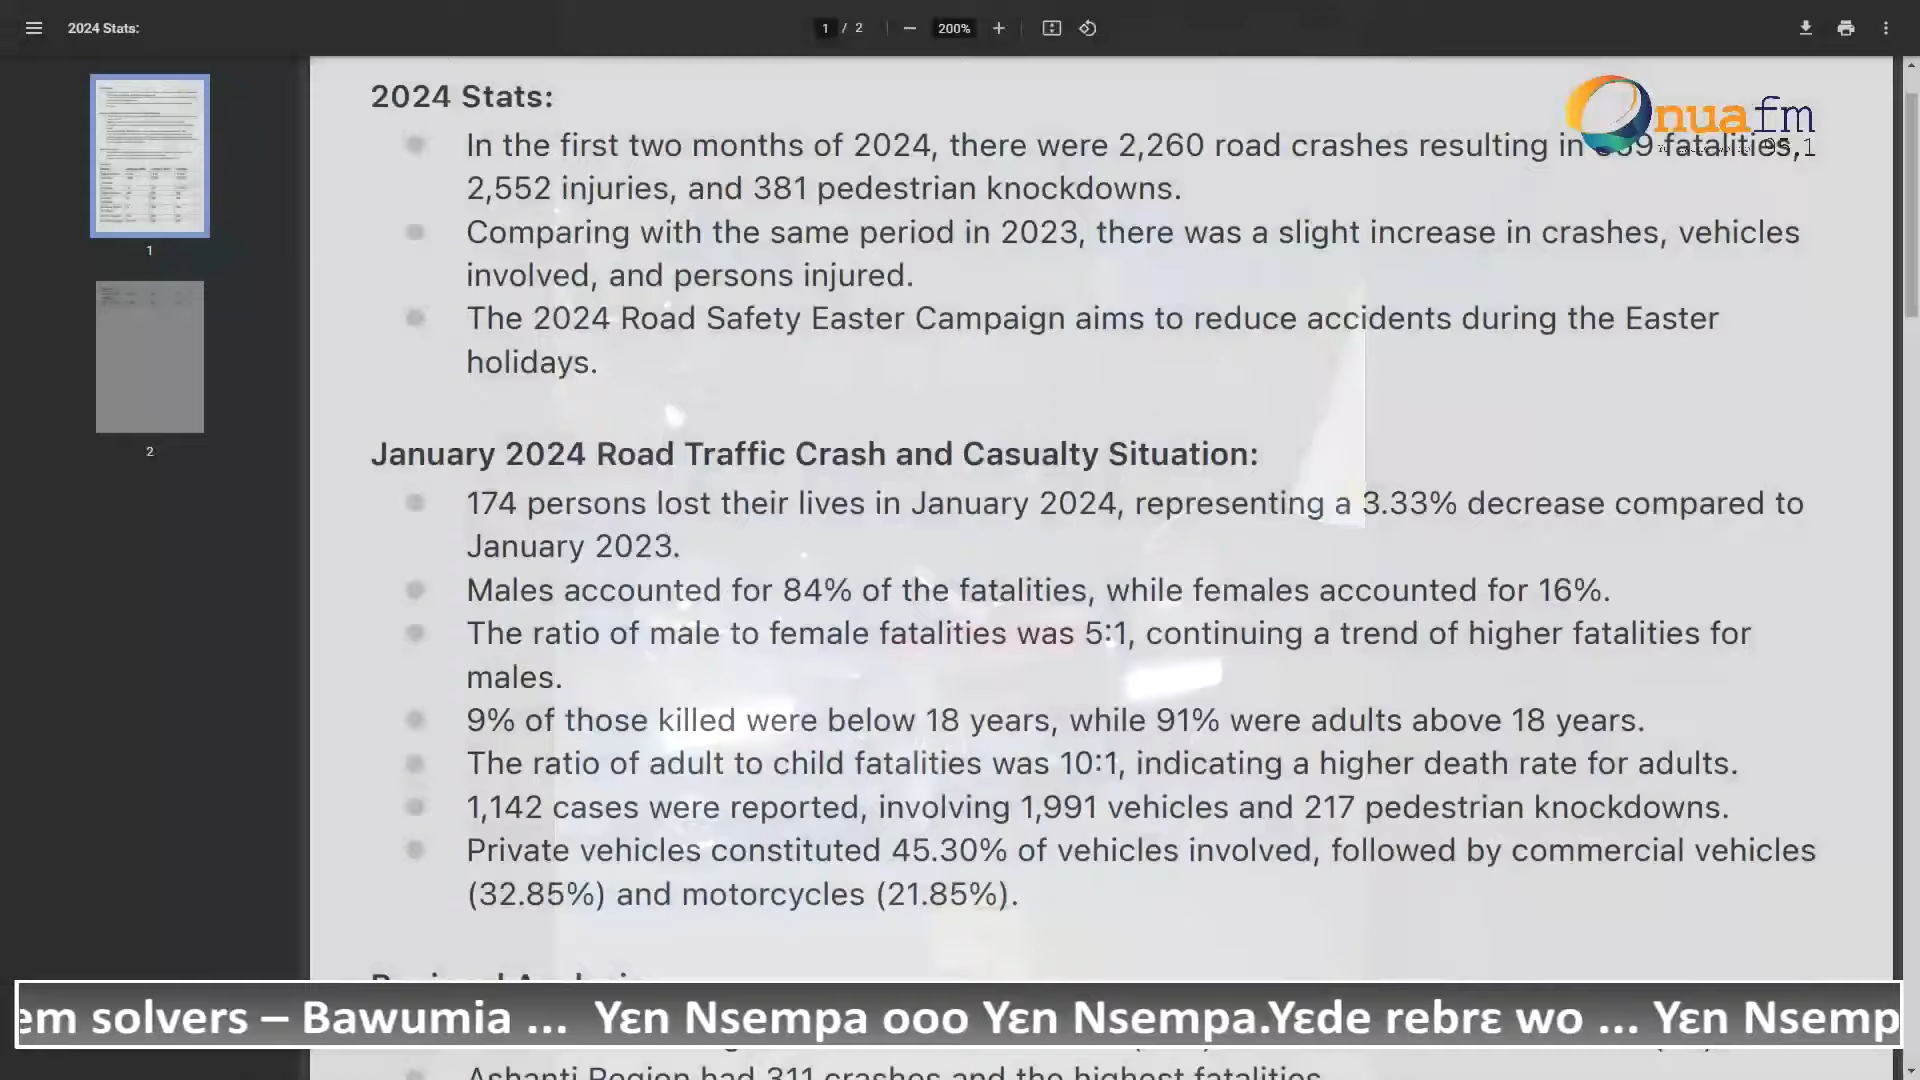 2024 Stats:
1 / 2
200%
1
2
2024 Stats:
nua fm
95.1
In the first two months of 2024, there were 2,260 road crashes resulting in fatalities,
2,552 injuries, and 381 pedestrian knockdowns.
Comparing with the same period in 2023, there was a slight increase in crashes, vehicles
involved, and persons injured.
The 2024 Road Safety Easter Campaign aims to reduce accidents during the Easter
holidays.
January 2024 Road Traffic Crash and Casualty Situation:
174 persons lost their lives in January 2024, representing a 3.33% decrease compared to
January 2023.
Males accounted for 84% of the fatalities, while females accounted for 16%.
The ratio of male to female fatalities was 5:1, continuing a trend of higher fatalities for
males.
9% of those killed were below 18 years, while 91% were adults above 18 years.
The ratio of adult to child fatalities was 10:1, indicating a higher death rate for adults.
1,142 cases were reported, involving 1,991 vehicles and 217 pedestrian knockdowns.
Private vehicles constituted 45.30% of vehicles involved, followed by commercial vehicles
(32.85%) and motorcycles (21.85%).
em solvers – Bawumia ... Yɛn Nsempa ooo Yɛn Nsempa.Yɛde rebrɛ wo ... Yɛn Nsemp
Ashanti Region had 311 crashes and the highest fatalities